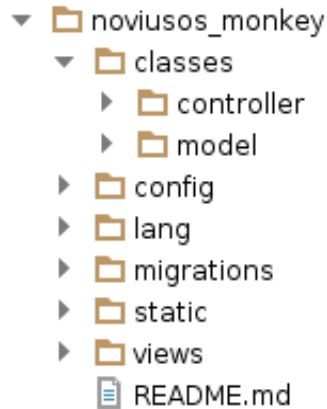 noviusos_monkey
classes
controller
model
config
lang
migrations
static
views
README.md